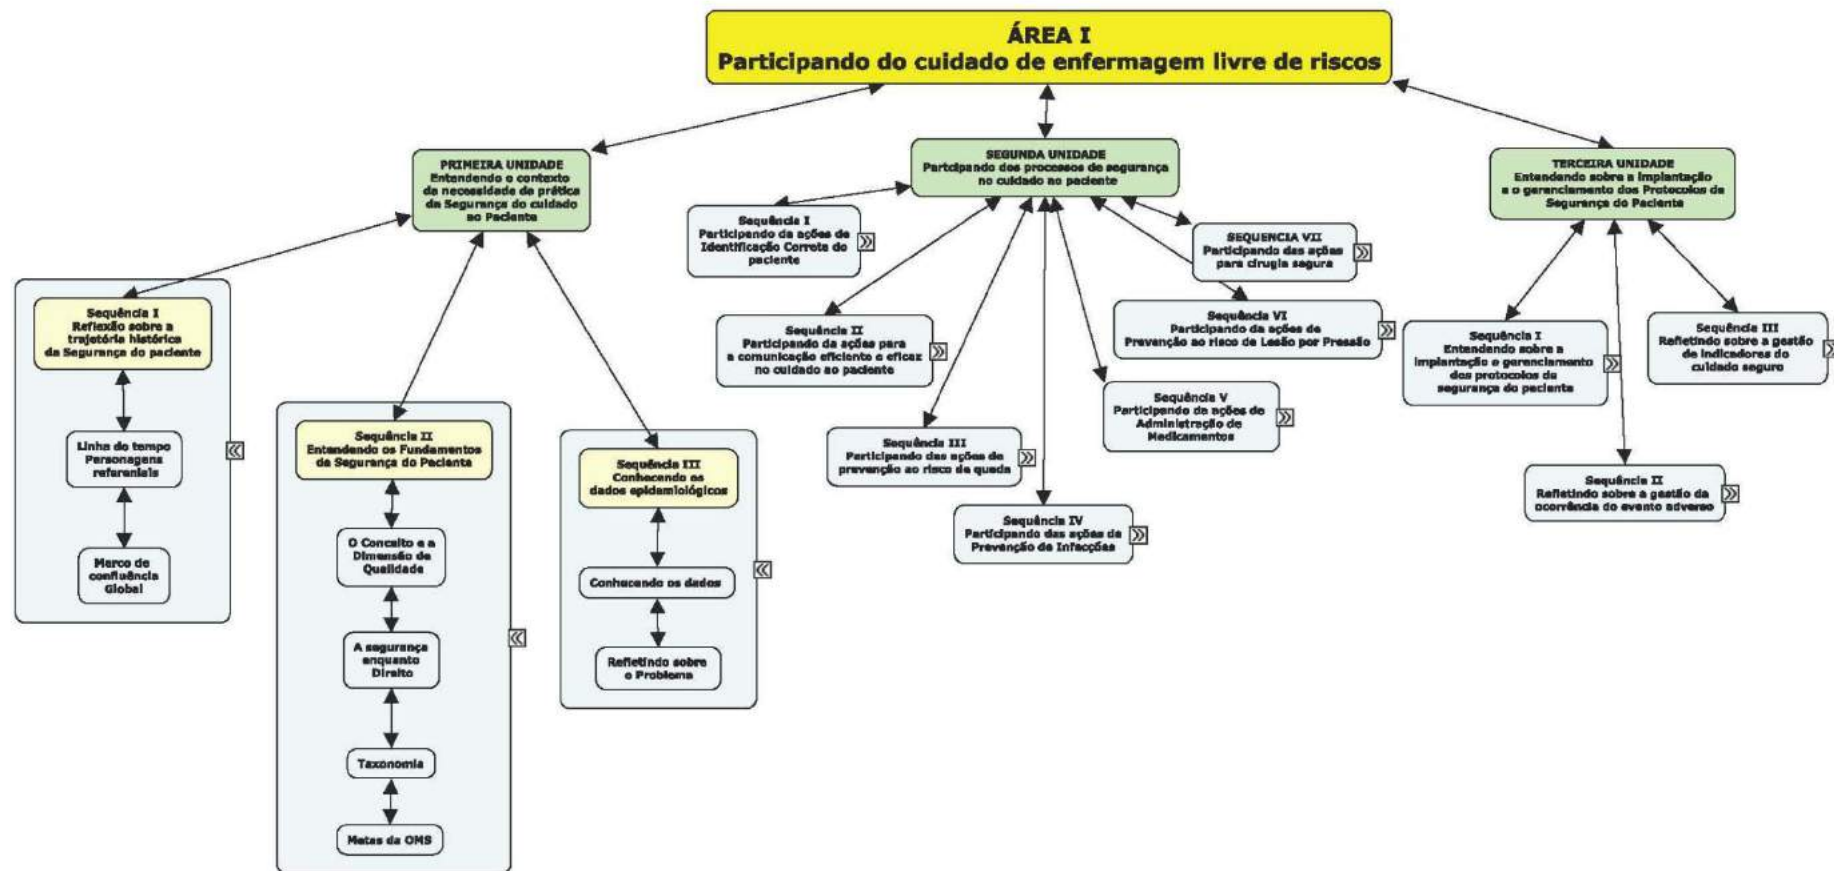 ÁREA I
Participando do cuidado de enfermagem livre de riscos
PRIMEIRA UNIDADE
Entendendo o contexto
da necessidade da prática
da Segurança do cuidado
ao Paciente
Sequência I
Reflexão sobre a
trajetória histórica
da Segurança do paciente
Linha do tempo
Personagens
referenciais
Marco de
confluência
Global
Sequência II
Entendendo os Fundamentos
da Segurança do Paciente
O Conceito e a
Dimensão de
Qualidade
A segurança
enquanto
Direito
Taxonomia
Metas da OMS
Sequência III
Conhecendo os
dados epidemiológicos
Conhecendo os dados
Refletindo sobre
o Problema
SEGUNDA UNIDADE
Partcipando dos processos de segurança
no cuidado ao paciente
Sequência I
Participando da ações de
Identificação Correta do
paciente
Sequência II
Participando da ações para
a comunicação eficiente e eficaz
no cuidado ao paciente
Sequência III
Participando das ações de
prevenção ao risco de queda
Sequência IV
Participando das ações de
Prevenção de Infecções
Sequência V
Participando da ações de
Administração de
Medicamentos
Sequência VI
Participando da ações de
Prevenção ao risco de Lesão por Pressão
SEQUENCIA VII
Participando das ações
para cirugia segura
TERCEIRA UNIDADE
Entendendo sobre a implantação
e o gerenciamento dos Protocolos de
Segurança do Paciente
Sequência I
Entendendo sobre a
implantação e gerenciamento
dos protocolos de
segurança do paciente
Sequência II
Refletindo sobre a gestão da
ocorrência do evento adverso
Sequência III
Refletindo sobre a gestão
de indicadores do
cuidado seguro